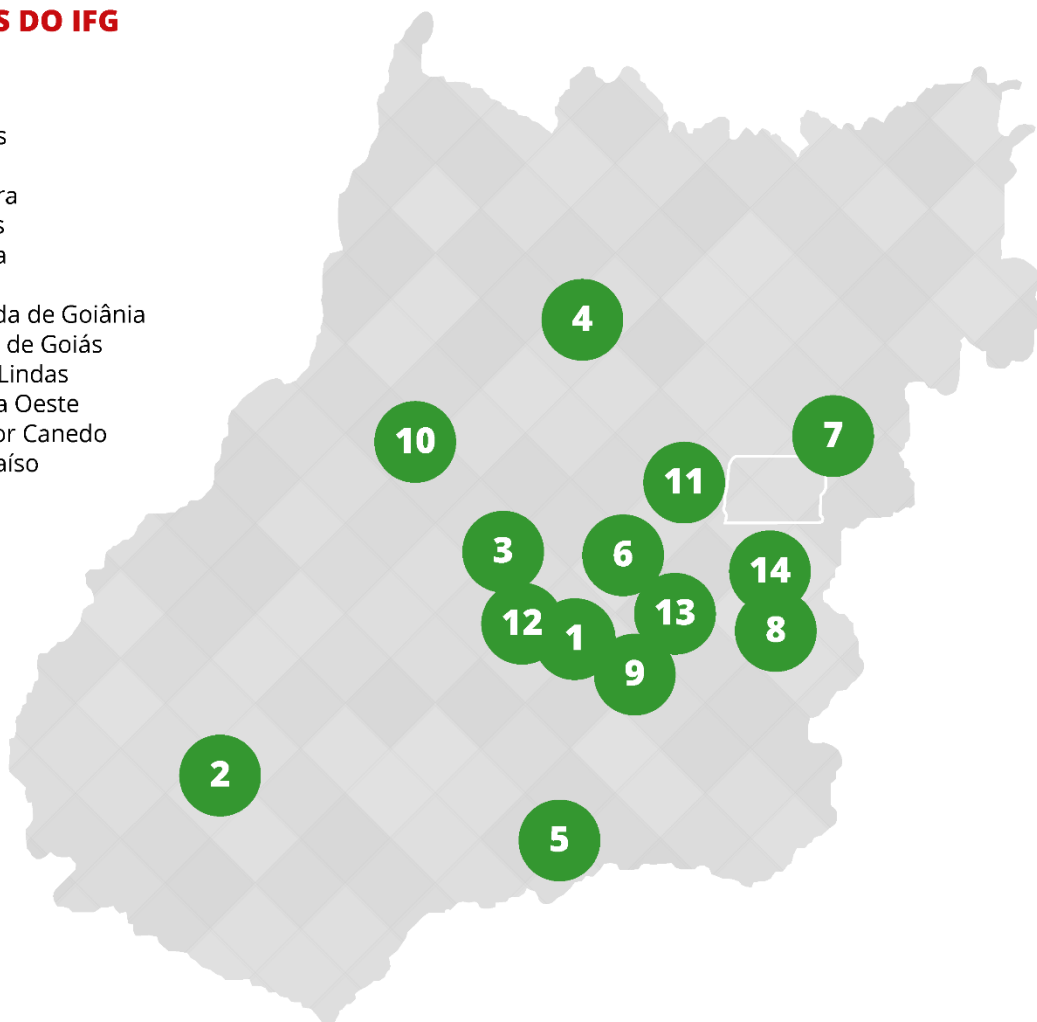 S DO IFG
s
ra
s
a
da de Goiânia
de Goiás
Lindas
a Oeste
or Canedo
aíso
4
10
7
11
3
6
14
12
1
13
8
9
2
5